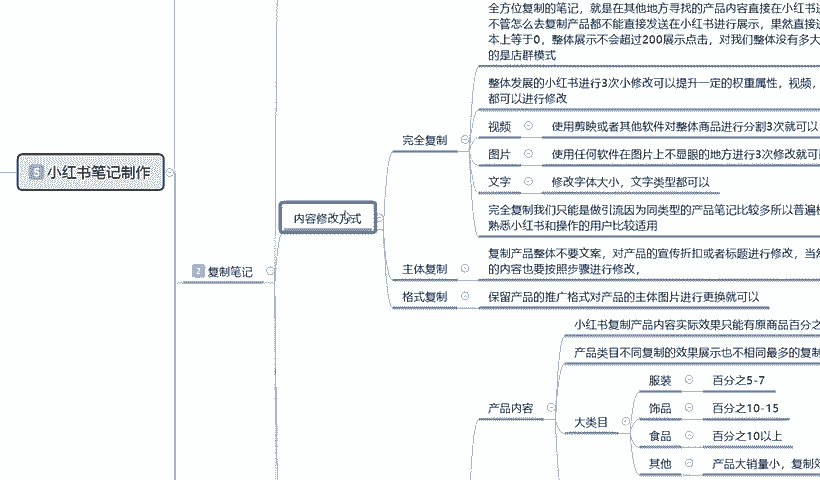 全方位复制的笔记，就是在其他地方寻找的产品内容直接在小红书进
不管怎么去复制产品都不能直接发送在小红书进行展示，果然直接进
本上等于0，整体展示不会超过200展示点击，对我们整体没有多大
的是店群模式
整体发展的小红书进行3次小修改可以提升一定的权重属性，视频，
都可以进行修改
完全复制
视频
使用剪映或者其他软件对整体商品进行分割3次就可以
图片
使用任何软件在图片上不显眼的地方进行3次修改就可
5 小红书笔记制作
文字
修改字体大小，文字类型都可以
内容修改方式
完全复制我们只能是做引流因为同类型的产品笔记比较多所以普遍
熟悉小红书和操作的用户比较适用
复制产品整体不要文案，对产品的宣传折扣或者标题进行修改，当
2 复制笔记
主体复制
的内容也要按照步骤进行修改，
格式复制
保留产品的推广格式对产品的主体图片进行更换就可以
小红书复制产品内容实际效果只能有原商品百分之
产品类目不同复制的效果展示也不相同最多的复制
服装
百分之5-7
产品内容
饰品
百分之10-15
大类目
食品
百分之10以上
其他
产品大销量小，复制效